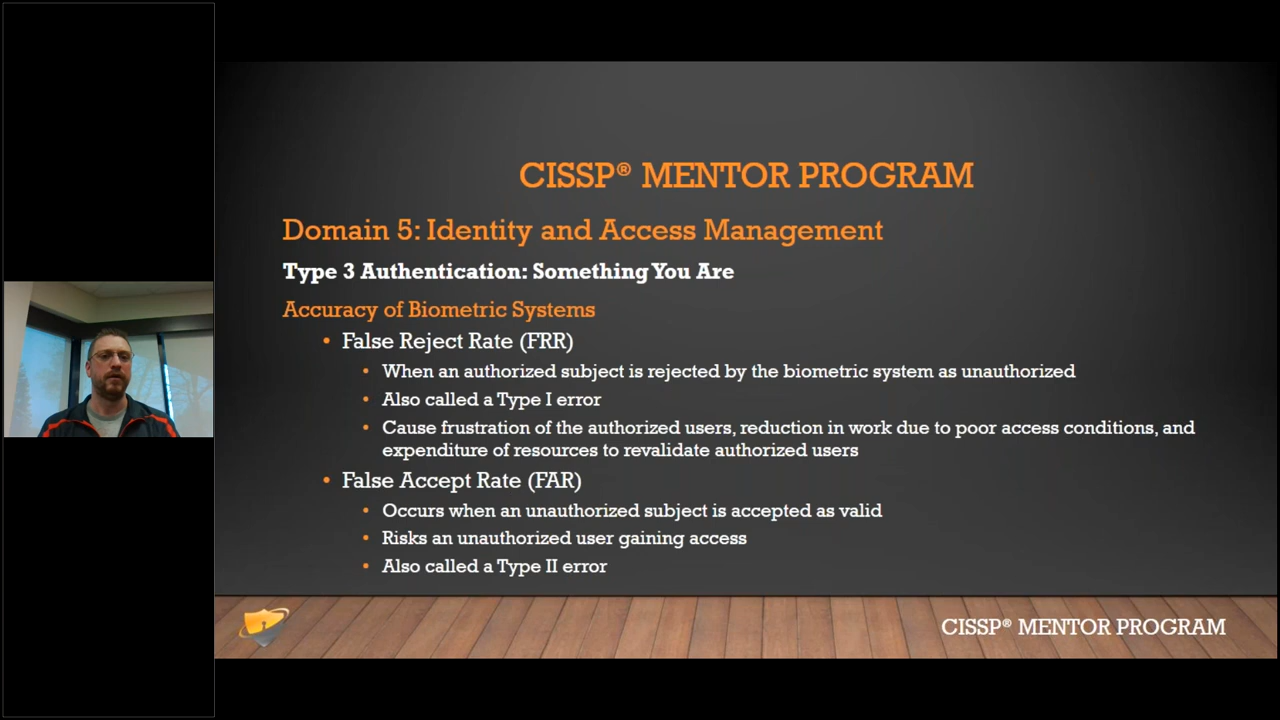 CISSP® MENTOR PROGRAM
Domain 5: Identity and Access Management
Type 3 Authentication: Something You Are
Accuracy of Biometric Systems
• False Reject Rate (FRR)
• When an authorized subject is rejected by the biometric system as unauthorized
• Also called a Type I error
• Cause frustration of the authorized users, reduction in work due to poor access conditions, and
expenditure of resources to revalidate authorized users
• False Accept Rate (FAR)
• Occurs when an unauthorized subject is accepted as valid
• Risks an unauthorized user gaining access
• Also called a Type II error
CISSP® MENTOR PROGRAM